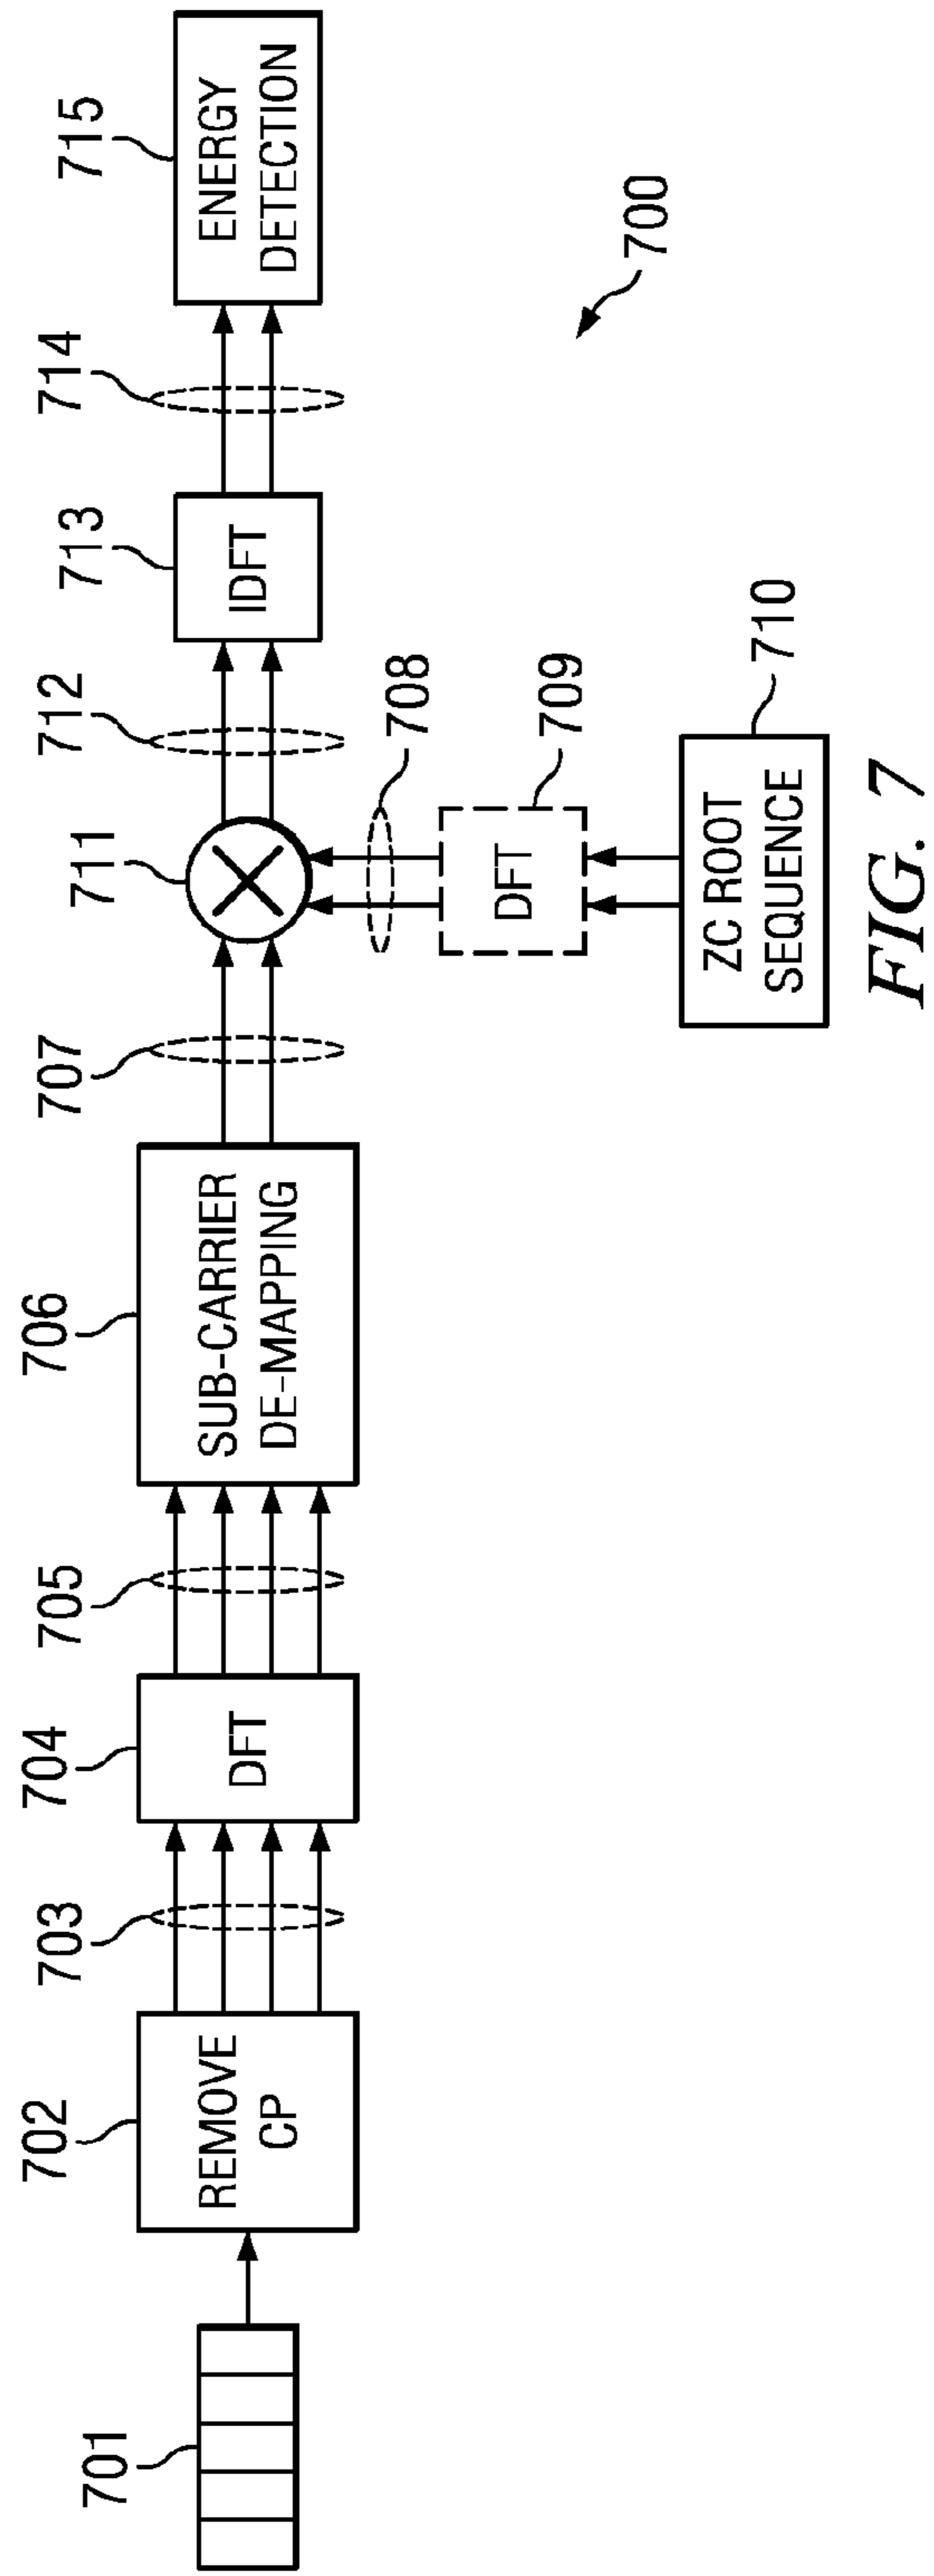 701
702
REMOVE
CP
703
704
DFT
705
706
SUB-CARRIER
DE-MAPPING
707
711
712
713
IDFT
714
715
ENERGY
DETECTION
708
709
DFT
710
ZC ROOT
SEQUENCE
700
FIG. 7